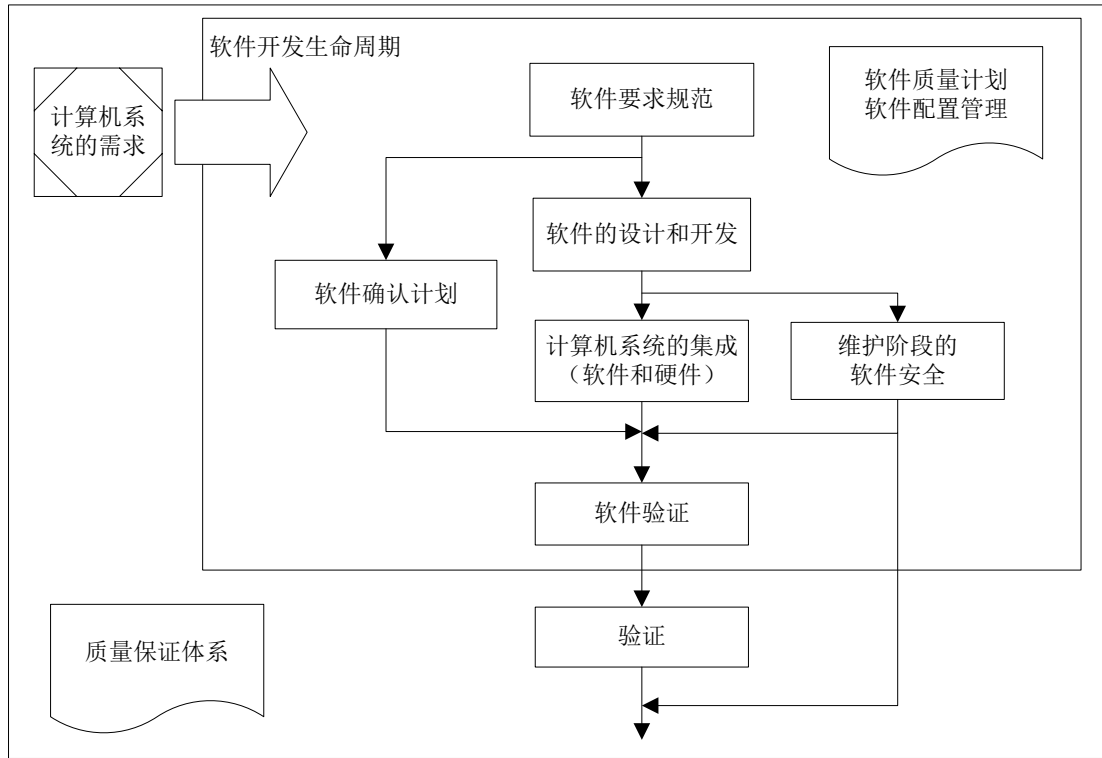 软件开发生命周期
计算机系
统的需求
软件要求规范
软件质量计划
软件配置管理
软件的设计和开发
软件确认计划
计算机系统的集成
（软件和硬件）
维护阶段的
软件安全
软件验证
验证
质量保证体系